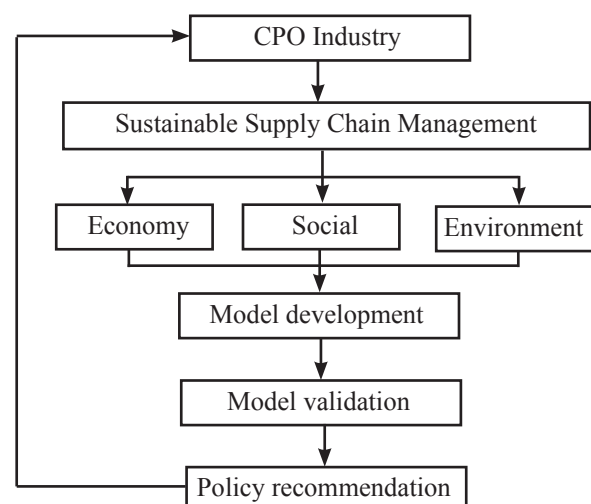 CPO Industry
Sustainable Supply Chain Management
Economy
Social
Environment
Model development
Model validation
Policy recommendation